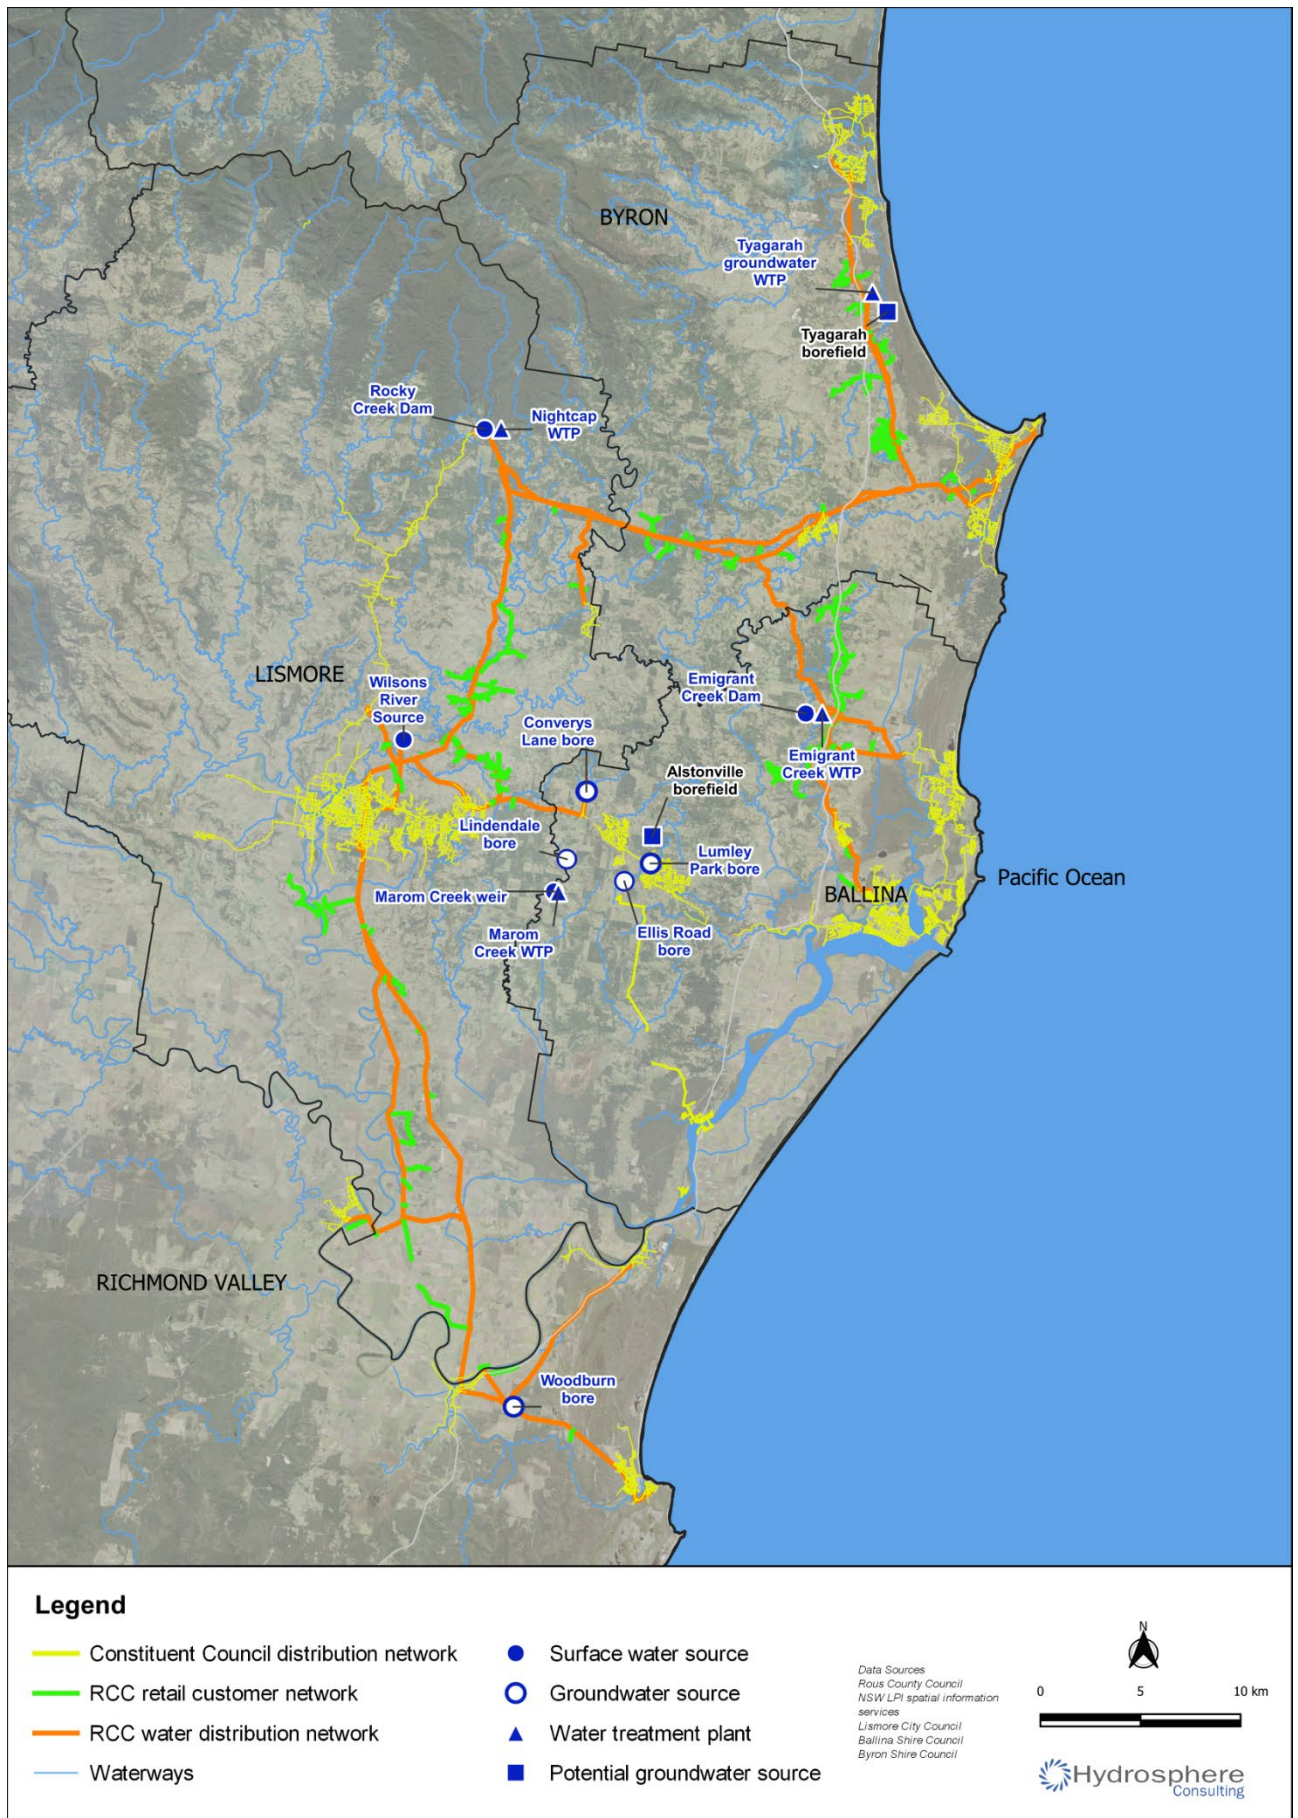 BYRON
Tyagarah
groundwater
WTP
Tyagarah
borefield
Rocky
Creek Dam
Nightcap
WTP
LISMORE
Wilsons
River
Source
Emigrant
Creek Dam
Converys
Lane bore
Emigrant
Creek WTP
Alstonville
borefield
Lindendale
bore
Lumley
Park bore
Marom Creek weir
BALLINA
Pacific Ocean
Marom
Creek WTP
Ellis Road
bore
RICHMOND VALLEY
Woodburn
bore
Legend
Constituent Council distribution network
RCC retail customer network
RCC water distribution network
Waterways
Surface water source
Groundwater source
Water treatment plant
Potential groundwater source
Data Sources
Rous County Council
NSW LPI spatial information
services
Lismore City Council
Ballina Shire Council
Byron Shire Council
N
0 5 10 km
Hydrosphere
Consulting